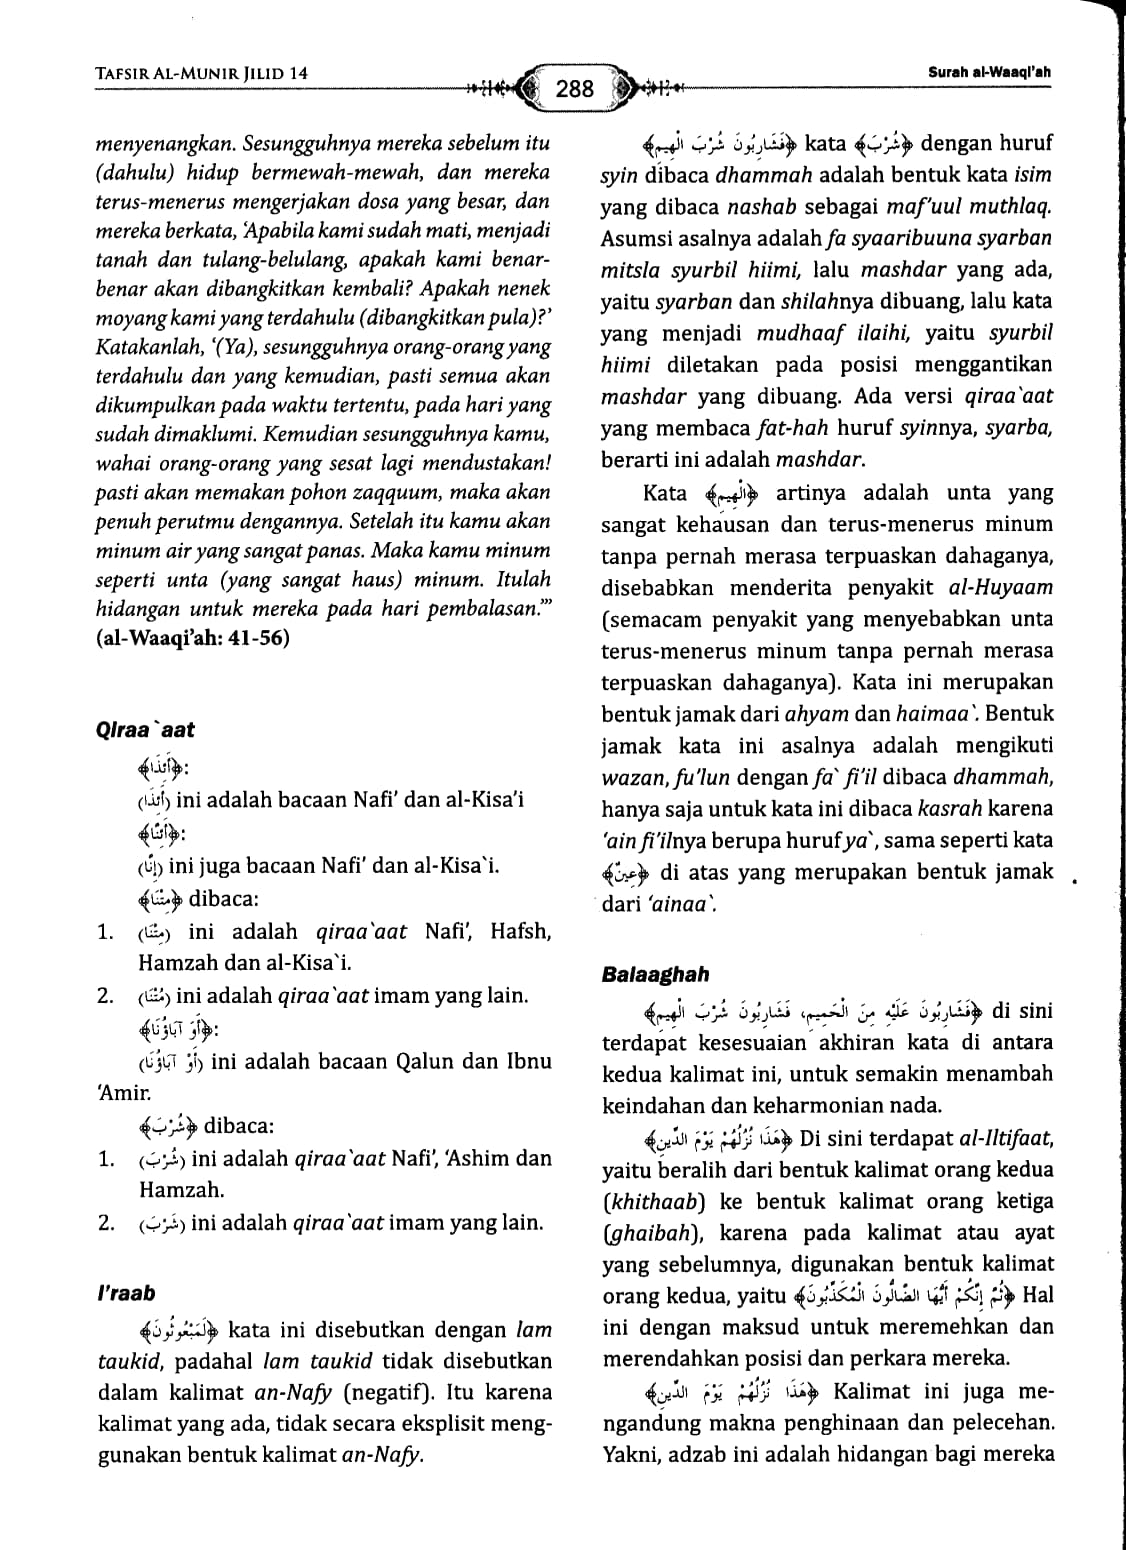 TAFSIR AL-MUNIR JILID 14
288
Surah al-Waaqi'ah
menyenangkan. Sesungguhnya mereka sebelum itu
(dahulu) hidup bermewah-mewah, dan mereka
terus-menerus mengerjakan dosa yang besar, dan
mereka berkata, 'Apabila kami sudah mati, menjadi
tanah dan tulang-belulang, apakah kami benar-
benar akan dibangkitkan kembali? Apakah nenek
moyang kami yang terdahulu (dibangkitkan pula)?'
Katakanlah, '(Ya), sesungguhnya orang-orang yang
terdahulu dan yang kemudian, pasti semua akan
dikumpulkan pada waktu tertentu, pada hari yang
sudah dimaklumi. Kemudian sesungguhnya kamu,
wahai orang-orang yang sesat lagi mendustakan!
pasti akan memakan pohon zaqquum, maka akan
penuh perutmu dengannya. Setelah itu kamu akan
minum air yang sangat panas. Maka kamu minum
seperti unta (yang sangat haus) minum. Itulah
hidangan untuk mereka pada hari pembalasan.'"
(al-Waaqi'ah: 41-56)
Qiraa`aat
﴿أَئِذَا﴾:
(أَئِذَا) ini adalah bacaan Nafi' dan al-Kisa'i
﴿أَئِنَّا﴾:
(إِنَّا) ini juga bacaan Nafi' dan al-Kisa`i.
﴿مِتْنَا﴾ dibaca:
1. (مِتْنَا) ini adalah qiraa`aat Nafi', Hafsh,
Hamzah dan al-Kisa`i.
2. (مُتْنَا) ini adalah qiraa`aat imam yang lain.
﴿أَوَ آبَاؤُنَا﴾:
(أَوْ آبَاؤُنَا) ini adalah bacaan Qalun dan Ibnu
'Amir.
﴿شُرْبَ﴾ dibaca:
1. (شُرْبَ) ini adalah qiraa`aat Nafi', 'Ashim dan
Hamzah.
2. (شَرْبَ) ini adalah qiraa`aat imam yang lain.
I'raab
﴿لَمَبْعُوثُونَ﴾ kata ini disebutkan dengan lam
taukid, padahal lam taukid tidak disebutkan
dalam kalimat an-Nafy (negatif). Itu karena
kalimat yang ada, tidak secara eksplisit meng-
gunakan bentuk kalimat an-Nafy.
﴿فَشَارِبُونَ شُرْبَ الْهِيمِ﴾ kata ﴿شُرْبَ﴾ dengan huruf
syin dibaca dhammah adalah bentuk kata isim
yang dibaca nashab sebagai maf'uul muthlaq.
Asumsi asalnya adalah fa syaaribuuna syarban
mitsla syurbil hiimi, lalu mashdar yang ada,
yaitu syarban dan shilahnya dibuang, lalu kata
yang menjadi mudhaaf ilaihi, yaitu syurbil
hiimi diletakan pada posisi menggantikan
mashdar yang dibuang. Ada versi qiraa`aat
yang membaca fat-hah huruf syinnya, syarba,
berarti ini adalah mashdar.
Kata ﴿الْهِيمِ﴾ artinya adalah unta yang
sangat kehausan dan terus-menerus minum
tanpa pernah merasa terpuaskan dahaganya,
disebabkan menderita penyakit al-Huyaam
(semacam penyakit yang menyebabkan unta
terus-menerus minum tanpa pernah merasa
terpuaskan dahaganya). Kata ini merupakan
bentuk jamak dari ahyam dan haimaa`. Bentuk
jamak kata ini asalnya adalah mengikuti
wazan, fu'lun dengan fa` fi'il dibaca dhammah,
hanya saja untuk kata ini dibaca kasrah karena
'ain fi'ilnya berupa huruf ya`, sama seperti kata
﴿عِينٌ﴾ di atas yang merupakan bentuk jamak
dari 'ainaa`.
Balaaghah
﴿فَشَارِبُونَ عَلَيْهِ مِنَ الْحَمِيمِ، فَشَارِبُونَ شُرْبَ الْهِيمِ﴾ di sini
terdapat kesesuaian akhiran kata di antara
kedua kalimat ini, untuk semakin menambah
keindahan dan keharmonian nada.
﴿هَذَا نُزُلُهُمْ يَوْمَ الدِّينِ﴾ Di sini terdapat al-Iltifaat,
yaitu beralih dari bentuk kalimat orang kedua
(khithaab) ke bentuk kalimat orang ketiga
(ghaibah), karena pada kalimat atau ayat
yang sebelumnya, digunakan bentuk kalimat
orang kedua, yaitu ﴿ثُمَّ إِنَّكُمْ أَيُّهَا الضَّالُّونَ الْمُكَذِّبُونَ﴾ Hal
ini dengan maksud untuk meremehkan dan
merendahkan posisi dan perkara mereka.
﴿هَذَا نُزُلُهُمْ يَوْمَ الدِّينِ﴾ Kalimat ini juga me-
ngandung makna penghinaan dan pelecehan.
Yakni, adzab ini adalah hidangan bagi mereka